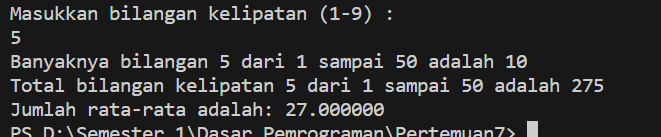 Masukkan bilangan kelipatan (1-9) :
5
Banyaknya bilangan 5 dari 1 sampai 50 adalah 10
Total bilangan kelipatan 5 dari 1 sampai 50 adalah 275
Jumlah rata-rata adalah: 27.000000
PS D:\Semester 1\Dasar Pemrograman\Pertemuan7>